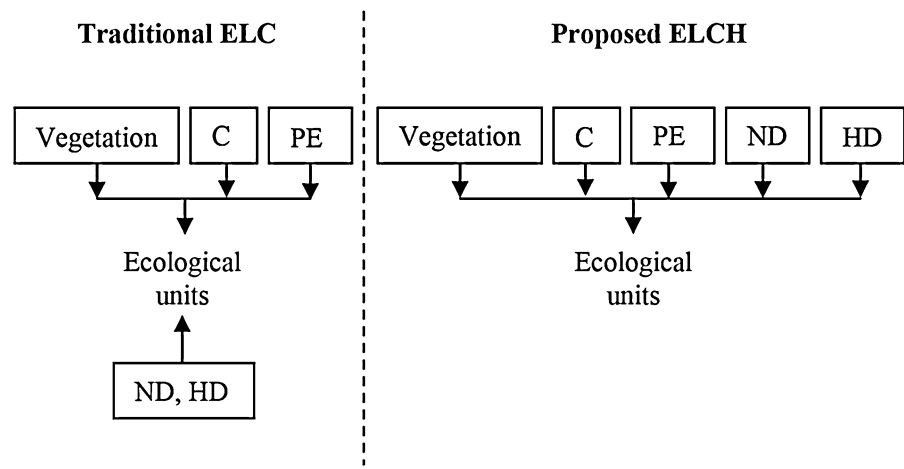 Traditional ELC
Vegetation
C
PE
Ecological
units
ND, HD
Proposed ELCH
Vegetation
C
PE
ND
HD
Ecological
units